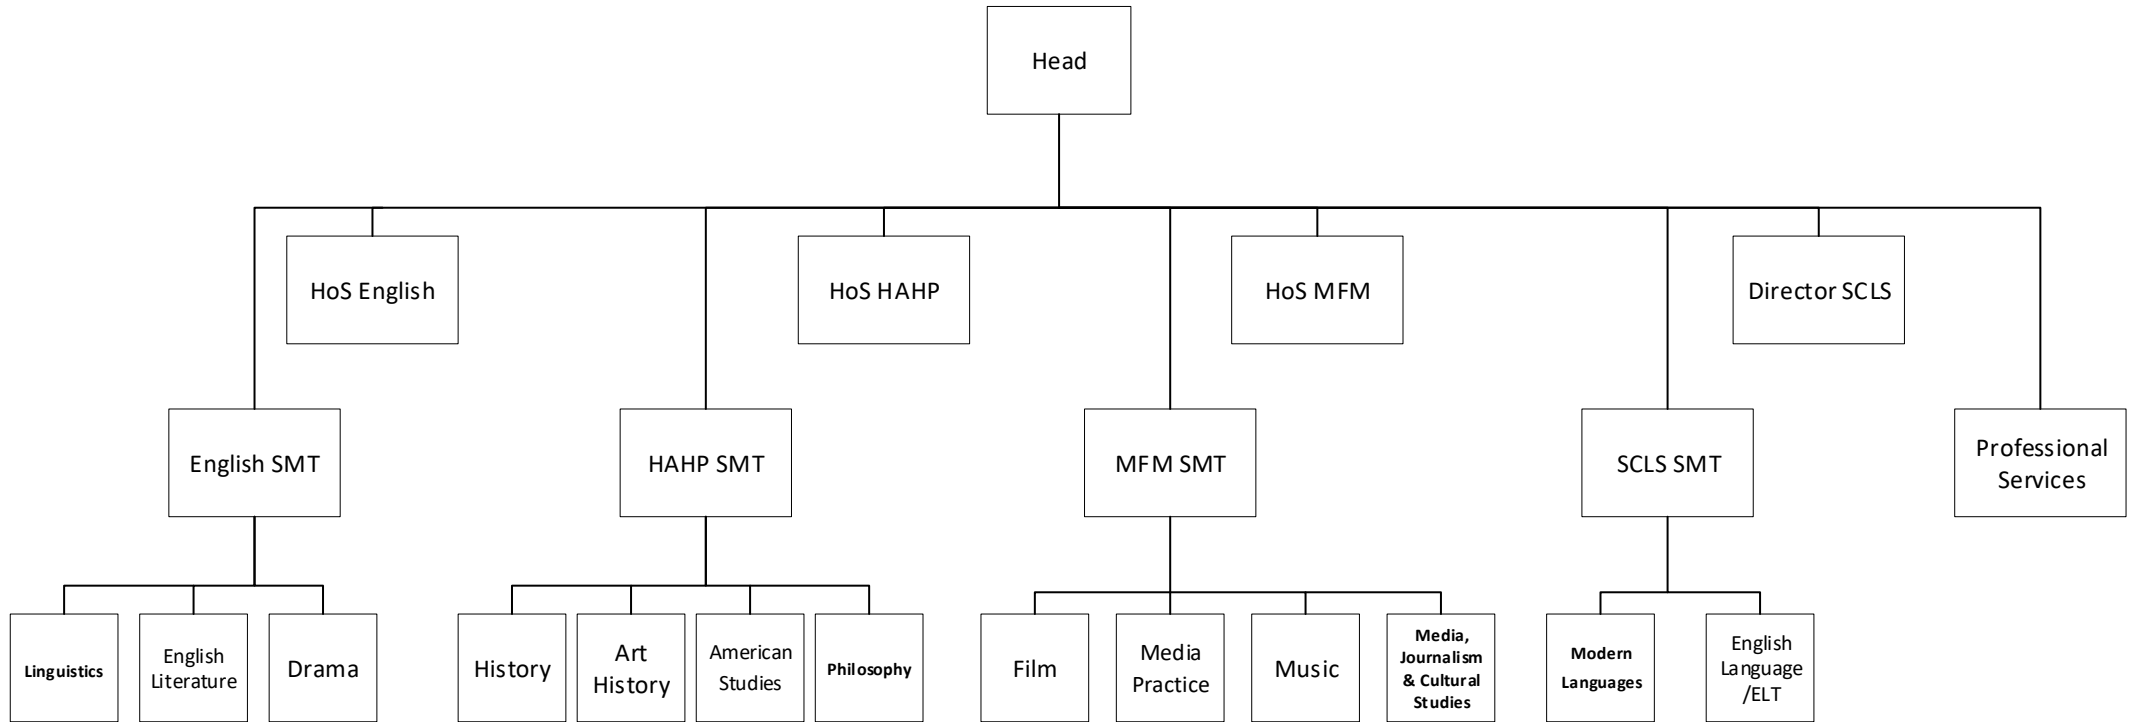 Head
HoS English
HoS HAHP
HoS MFM
Director SCLS
English SMT
HAHP SMT
MFM SMT
SCLS SMT
Professional
Services
Linguistics
English
Literature
Drama
History
Art
History
American
Studies
Philosophy
Film
Media
Practice
Music
Media,
Journalism
& Cultural
Studies
Modern
Languages
English
Language
/ELT